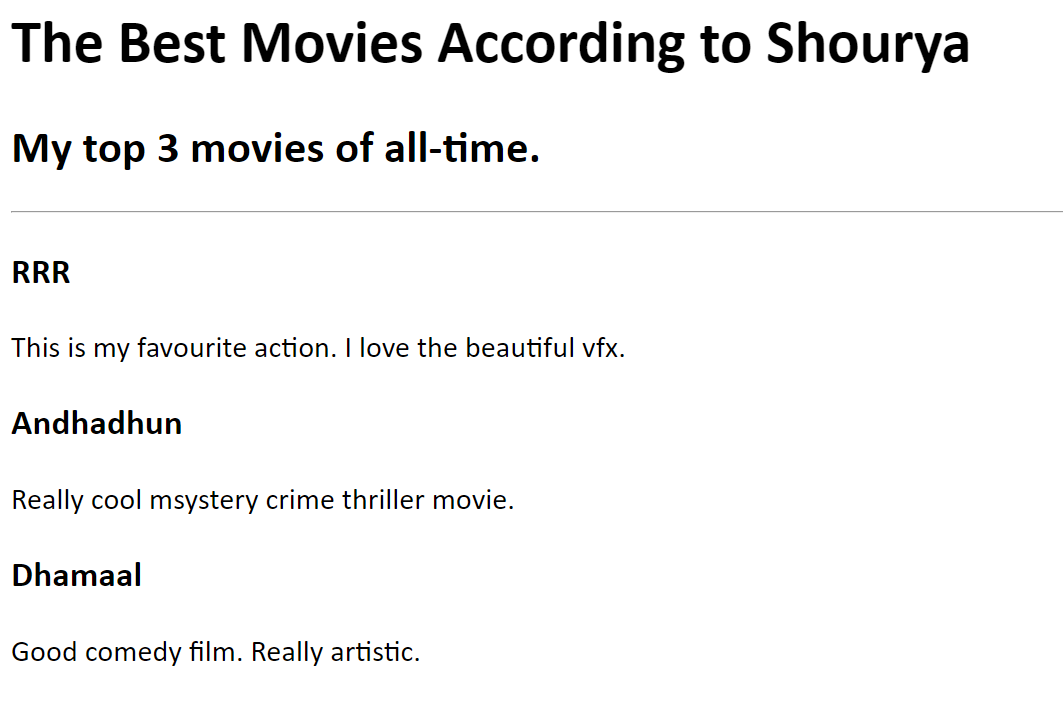 The Best Movies According to Shourya
My top 3 movies of all-time.
RRR
This is my favourite action. I love the beautiful vfx.
Andhadhun
Really cool msystery crime thriller movie.
Dhamaal
Good comedy film. Really artistic.